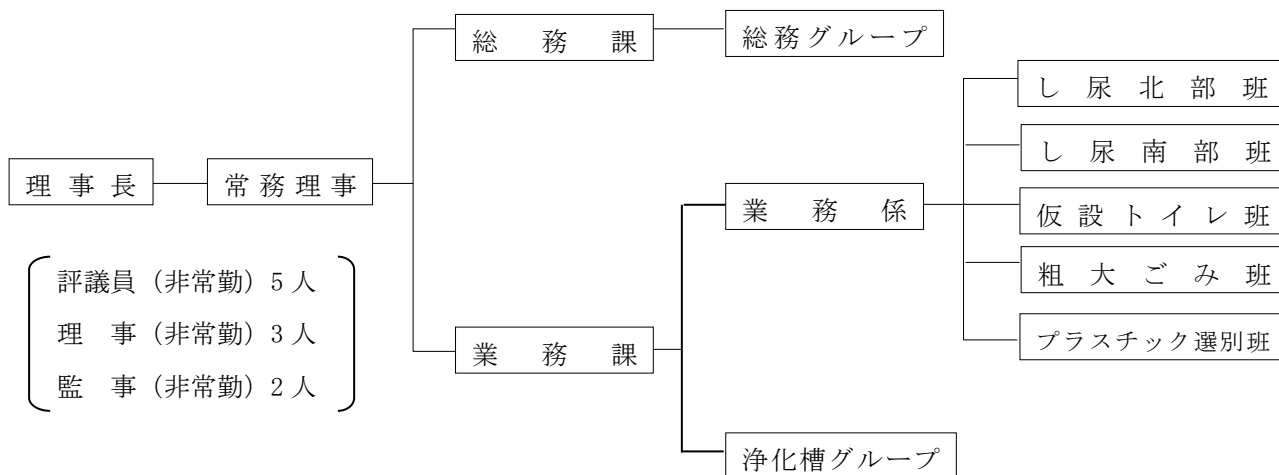 総務課
総務グループ
し尿北部班
し尿南部班
理事長
常務理事
業務係
仮設トイレ班
粗大ごみ班
評議員（非常勤）5人
理事（非常勤）3人
監事（非常勤）2人
業務課
プラスチック選別班
浄化槽グループ